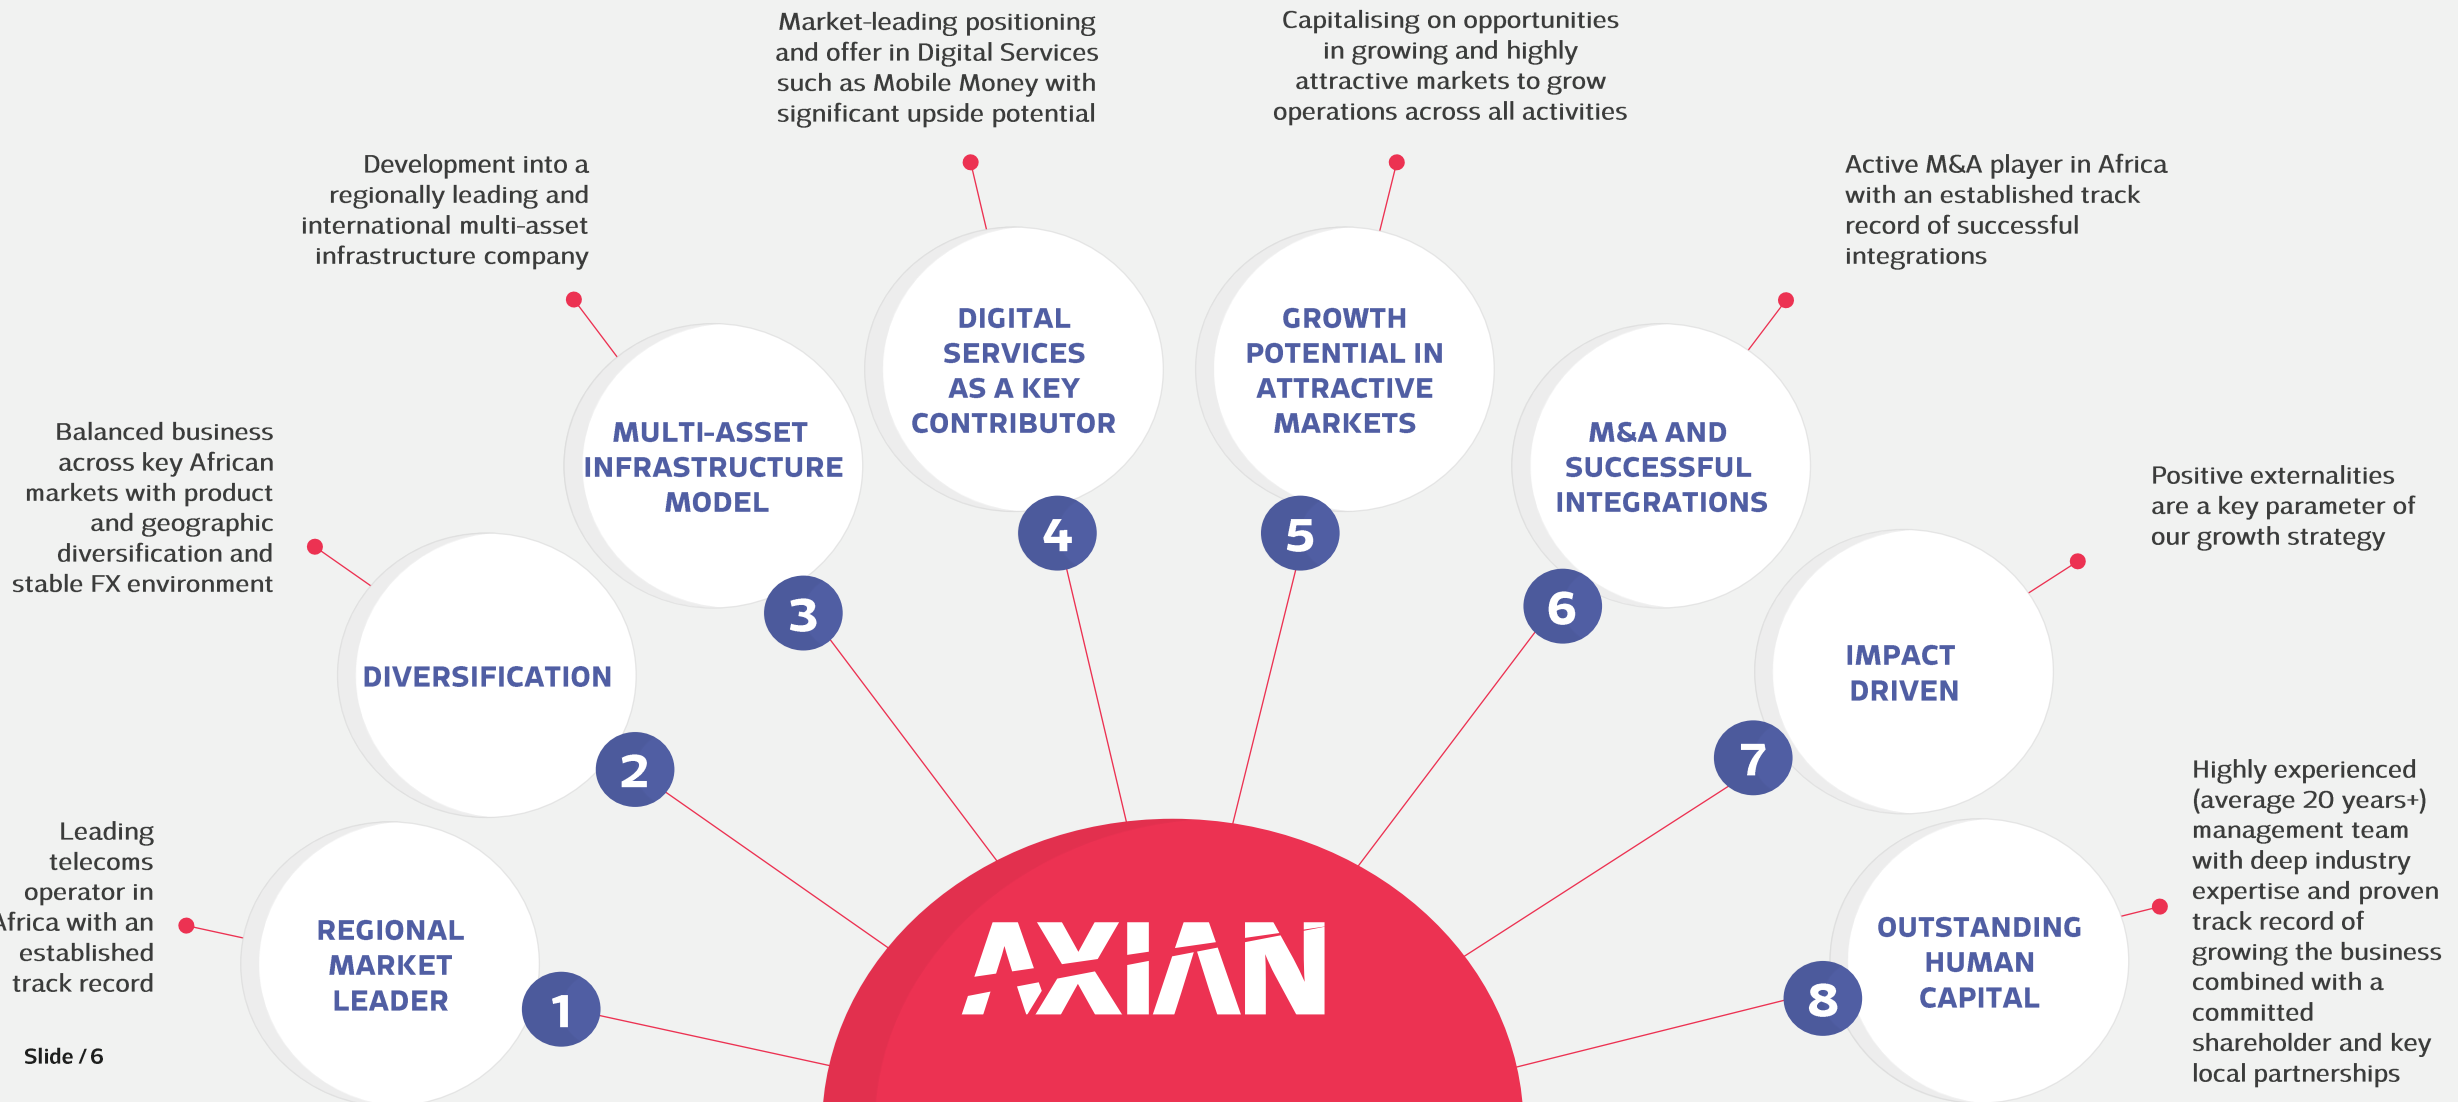 Market-leading positioning
and offer in Digital Services
such as Mobile Money with
significant upside potential
Capitalising on opportunities
in growing and highly
attractive markets to grow
operations across all activities
Development into a
regionally leading and
international multi-asset
infrastructure company
Active M&A player in Africa
with an established track
record of successful
integrations
Balanced business
across key African
markets with product
and geographic
diversification and
stable FX environment
Positive externalities
are a key parameter of
our growth strategy
Leading
telecoms
operator in
Africa with an
established
track record
Highly experienced
(average 20 years+)
management team
with deep industry
expertise and proven
track record of
growing the business
combined with a
committed
shareholder and key
local partnerships
REGIONAL
MARKET
LEADER
1
DIVERSIFICATION
2
MULTI-ASSET
INFRASTRUCTURE
MODEL
3
DIGITAL
SERVICES
AS A KEY
CONTRIBUTOR
4
GROWTH
POTENTIAL IN
ATTRACTIVE
MARKETS
5
M&A AND
SUCCESSFUL
INTEGRATIONS
6
IMPACT
DRIVEN
7
OUTSTANDING
HUMAN
CAPITAL
8
AXIAN
Slide / 6